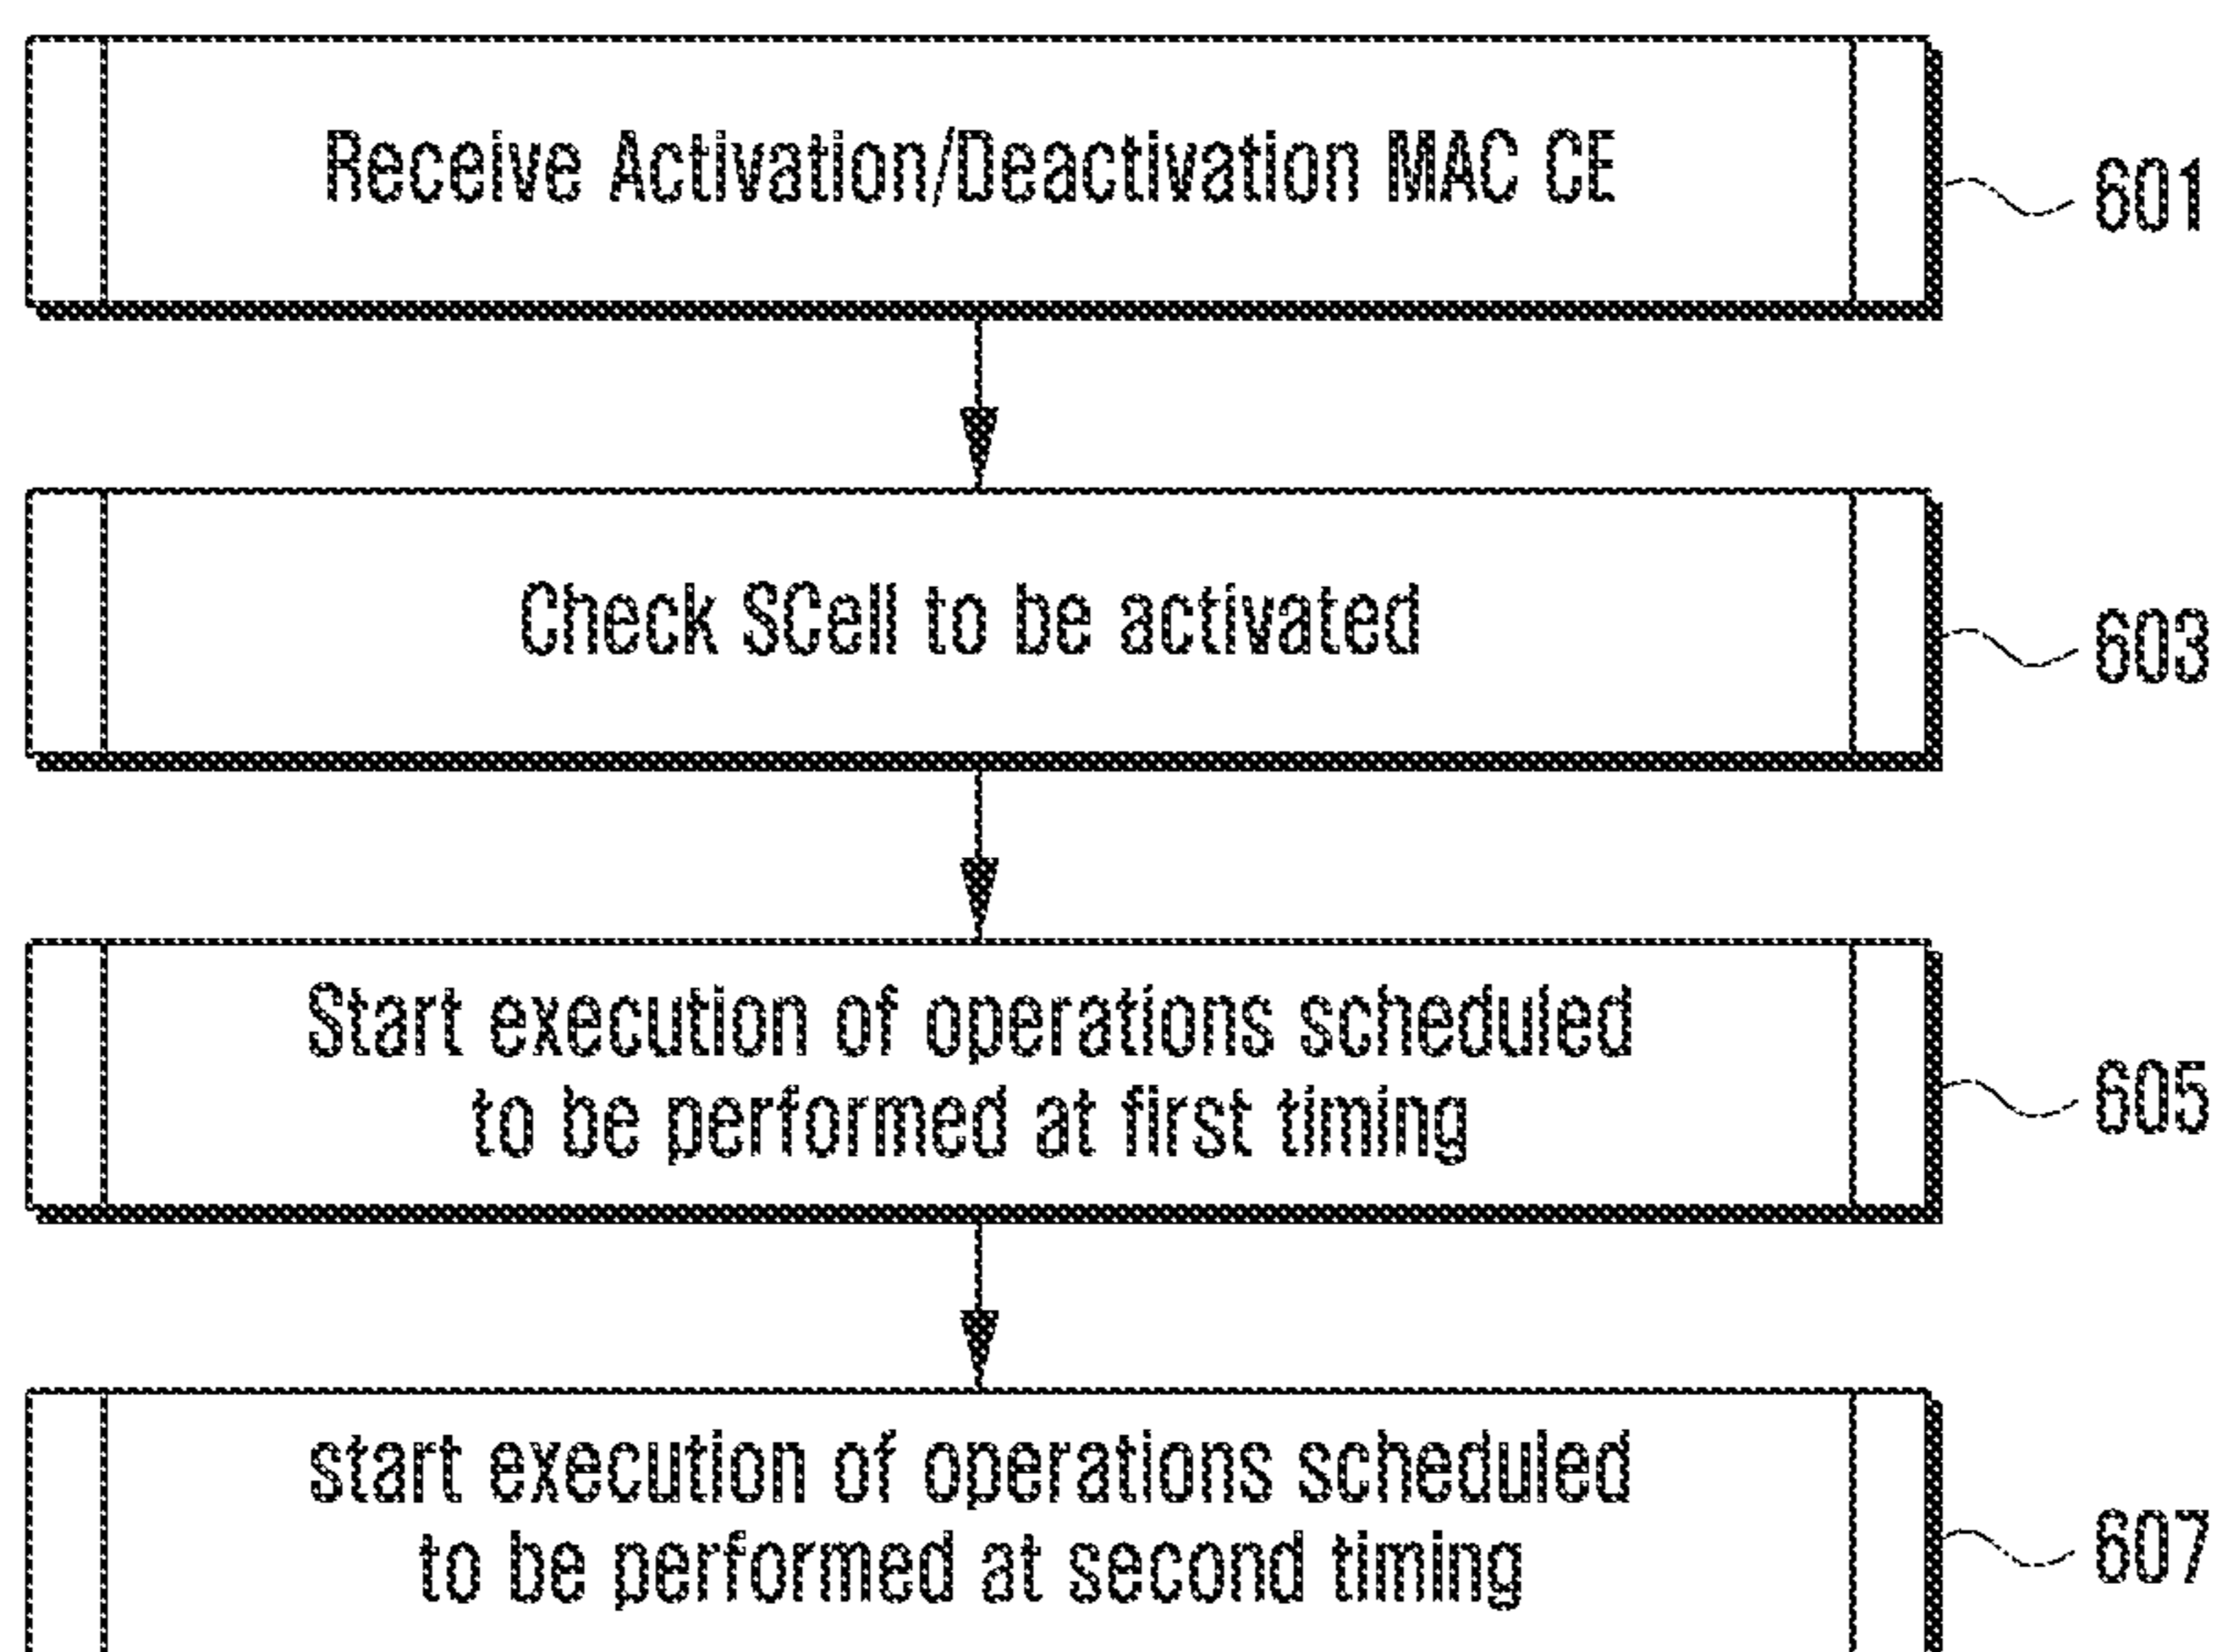 Receive Activation/Deactivation MAC CE
601
Check SCell to be activated
603
Start execution of operations scheduled
to be performed at first timing
605
start execution of operations scheduled
to be performed at second timing
607